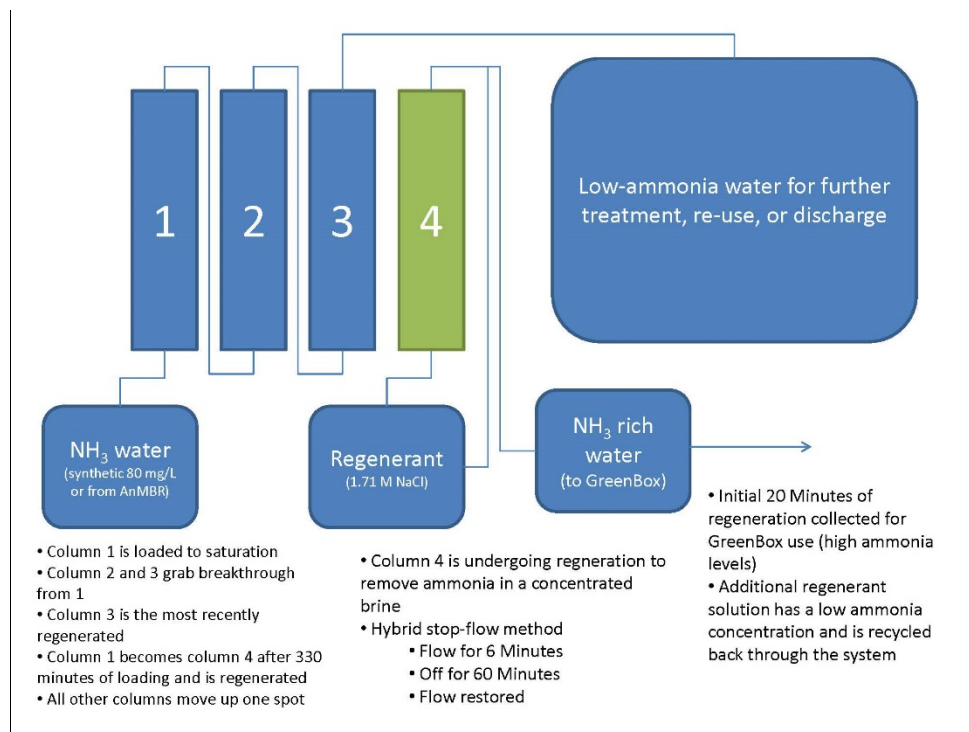 1
2
3
4
Low-ammonia water for further
treatment, re-use, or discharge
NH₃ water
(synthetic 80 mg/L
or from AnMBR)
Regenerant
(1.71 M NaCl)
NH₃ rich
water
(to GreenBox)
• Column 1 is loaded to saturation
• Column 2 and 3 grab breakthrough
from 1
• Column 3 is the most recently
regenerated
• Column 1 becomes column 4 after 330
minutes of loading and is regenerated
• All other columns move up one spot
• Column 4 is undergoing regneration to
remove ammonia in a concentrated
brine
• Hybrid stop-flow method
• Flow for 6 Minutes
• Off for 60 Minutes
• Flow restored
• Initial 20 Minutes of
regeneration collected for
GreenBox use (high ammonia
levels)
• Additional regenerant
solution has a low ammonia
concentration and is recycled
back through the system